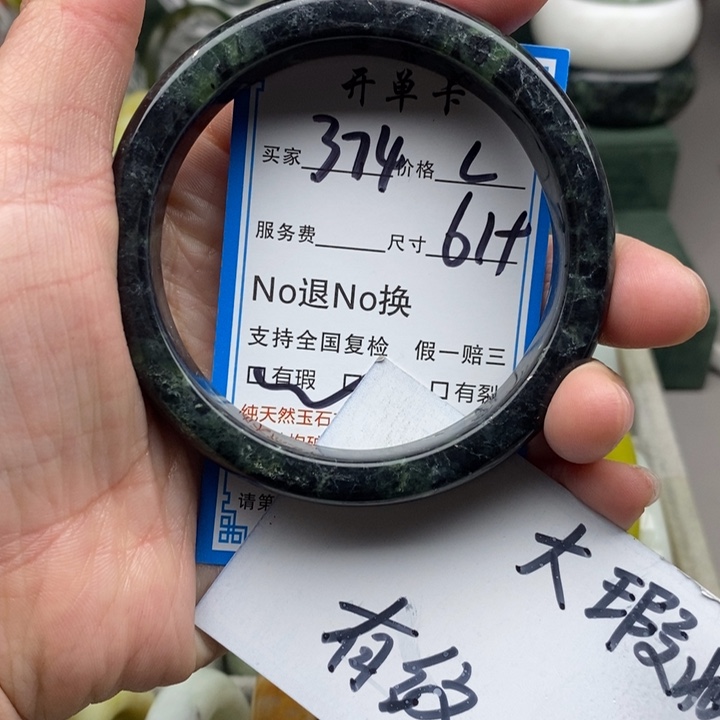 开单卡
买家 374 价格 L
服务费 尺寸 61+
No退No换
支持全国复检 假一赔三
口有瑕 口有裂
纯天然玉石
请第
大瑕
有纹